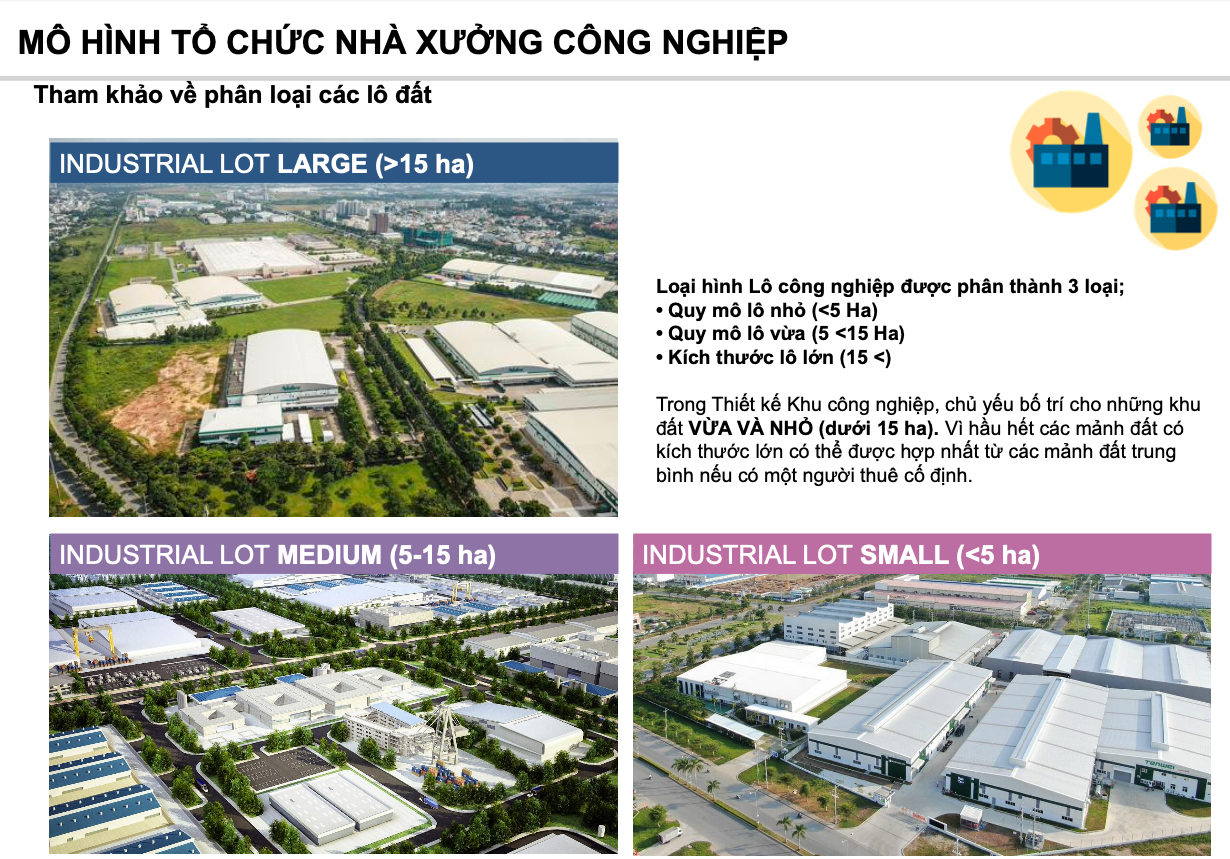 MÔ HÌNH TỔ CHỨC NHÀ XƯỞNG CÔNG NGHIỆP
Tham khảo về phân loại các lô đất
INDUSTRIAL LOT LARGE (>15 ha)
Loại hình Lô công nghiệp được phân thành 3 loại;
• Quy mô lô nhỏ (<5 Ha)
• Quy mô lô vừa (5 <15 Ha)
• Kích thước lô lớn (15 <)
Trong Thiết kế Khu công nghiệp, chủ yếu bố trí cho những khu
đất VỪA VÀ NHỎ (dưới 15 ha). Vì hầu hết các mảnh đất có
kích thước lớn có thể được hợp nhất từ các mảnh đất trung
bình nếu có một người thuê cố định.
INDUSTRIAL LOT MEDIUM (5-15 ha)
INDUSTRIAL LOT SMALL (<5 ha)